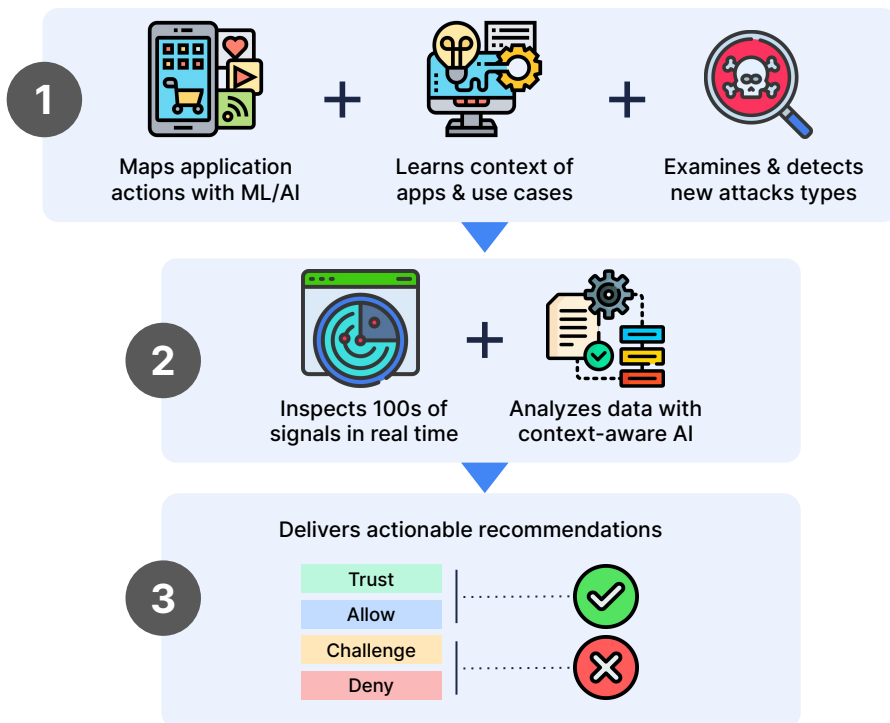 1
Maps application
actions with ML/AI
Learns context of
apps & use cases
Examines & detects
new attacks types
2
Inspects 100s of
signals in real time
Analyzes data with
context-aware AI
3
Delivers actionable recommendations
Trust
Allow
Challenge
Deny